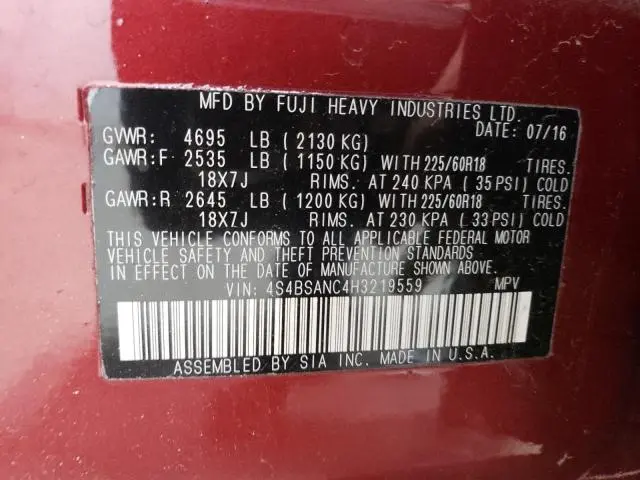 MFD BY FUJI HEAVY INDUSTRIES LTD.
DATE: 07/16
GVWR: 4695 LB ( 2130 KG)
GAWR:F 2535 LB ( 1150 KG) WITH 225/60R18 TIRES.
18X7J RIMS. AT 240 KPA ( 35 PSI) COLD
GAWR:R 2645 LB ( 1200 KG) WITH 225/60R18 TIRES.
18X7J RIMS. AT 230 KPA ( 33 PSI) COLD
THIS VEHICLE CONFORMS TO ALL APPLICABLE FEDERAL MOTOR
VEHICLE SAFETY AND THEFT PREVENTION STANDARDS
IN EFFECT ON THE DATE OF MANUFACTURE SHOWN ABOVE.
VIN: 4S4BSANC4H3219559 MPV
ASSEMBLED BY SIA INC. MADE IN U.S.A.